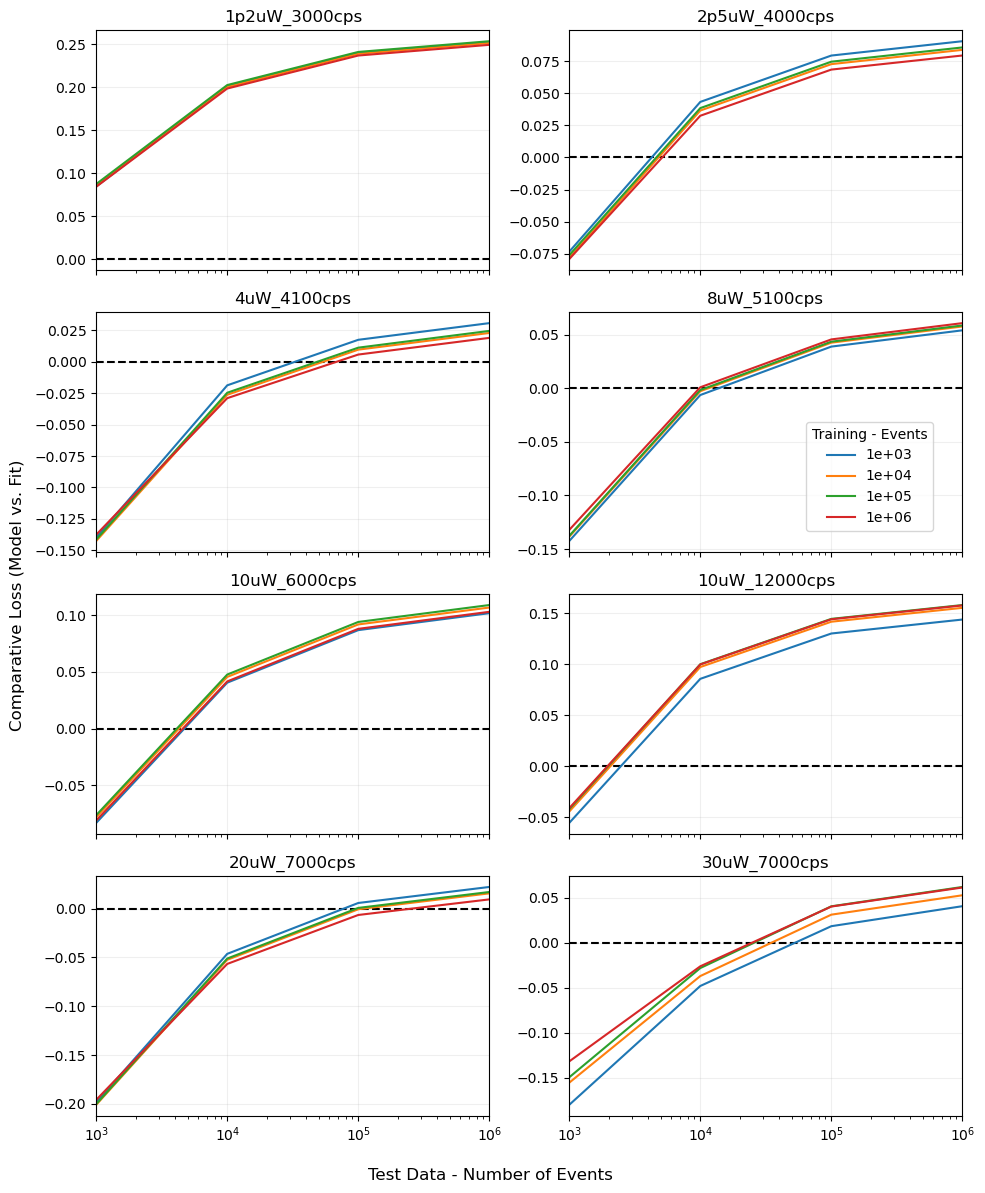 1p2uW_3000cps
0.25
0.20
0.15
0.10
0.05
0.00
2p5uW_4000cps
0.075
0.050
0.025
0.000
−0.025
−0.050
−0.075
4uW_4100cps
0.025
0.000
−0.025
−0.050
−0.075
−0.100
−0.125
−0.150
8uW_5100cps
0.05
0.00
−0.05
−0.10
−0.15
Training - Events
1e+03
1e+04
1e+05
1e+06
Comparative Loss (Model vs. Fit)
10uW_6000cps
0.10
0.05
0.00
−0.05
10uW_12000cps
0.15
0.10
0.05
0.00
−0.05
20uW_7000cps
0.00
−0.05
−0.10
−0.15
−0.20
10³ 10⁴ 10⁵ 10⁶
30uW_7000cps
0.05
0.00
−0.05
−0.10
−0.15
10³ 10⁴ 10⁵ 10⁶
Test Data - Number of Events